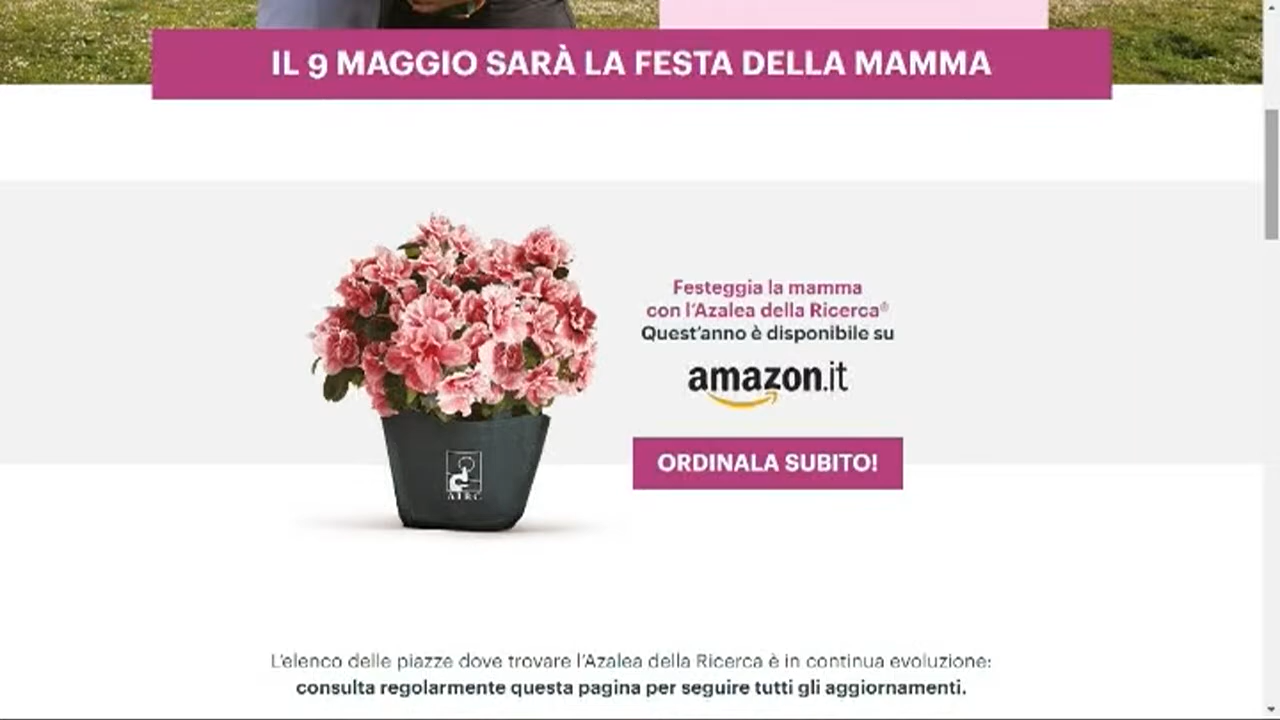 IL 9 MAGGIO SARÀ LA FESTA DELLA MAMMA
Festeggia la mamma
con l'Azalea della Ricerca®
Quest'anno è disponibile su
amazon.it
ORDINALA SUBITO!
AIRC
L'elenco delle piazze dove trovare l'Azalea della Ricerca è in continua evoluzione:
consulta regolarmente questa pagina per seguire tutti gli aggiornamenti.